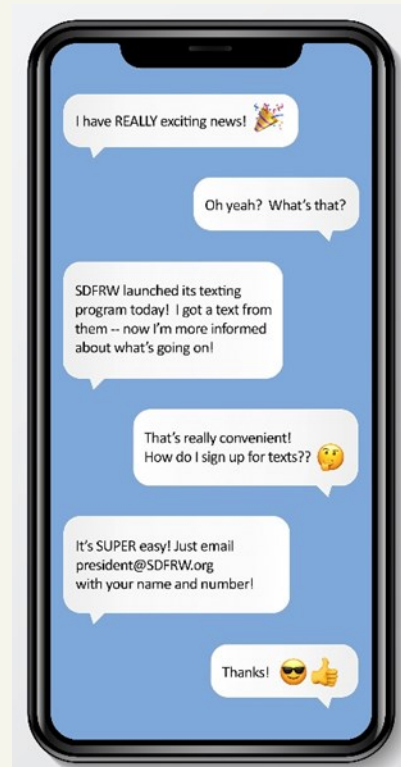 I have REALLY exciting news! 🎉
Oh yeah?  What's that?
SDFRW launched its texting
program today!  I got a text from
them -- now I'm more informed
about what's going on!
That's really convenient!
How do I sign up for texts?? 🤔
It's SUPER easy! Just email
president@SDFRW.org
with your name and number!
Thanks! 😎👍